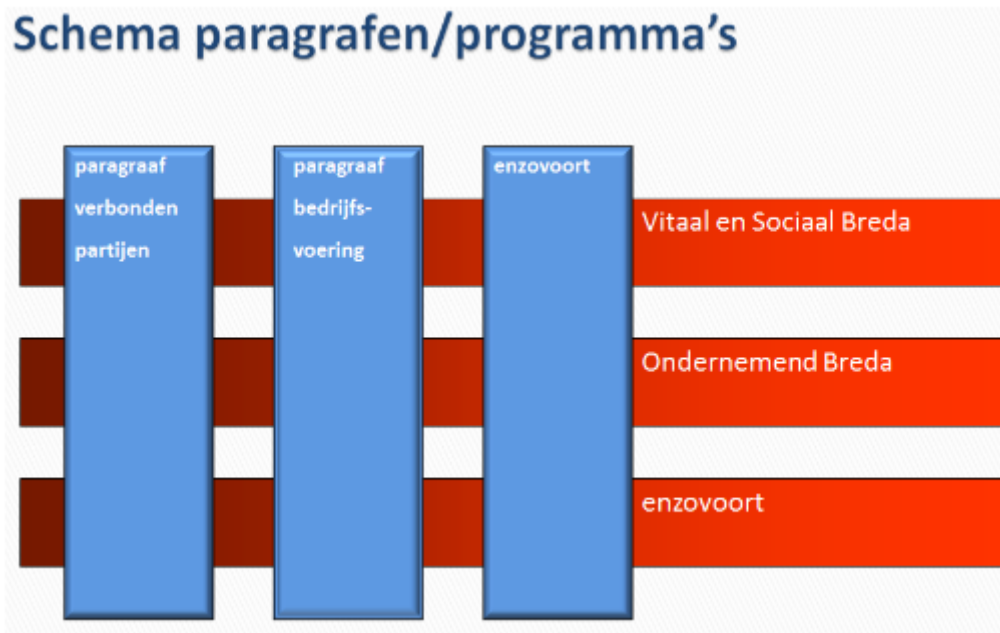 Schema paragrafen/programma's
paragraaf
verbonden
partijen
paragraaf
bedrijfs-
voering
enzovoort
Vitaal en Sociaal Breda
Ondernemend Breda
enzovoort